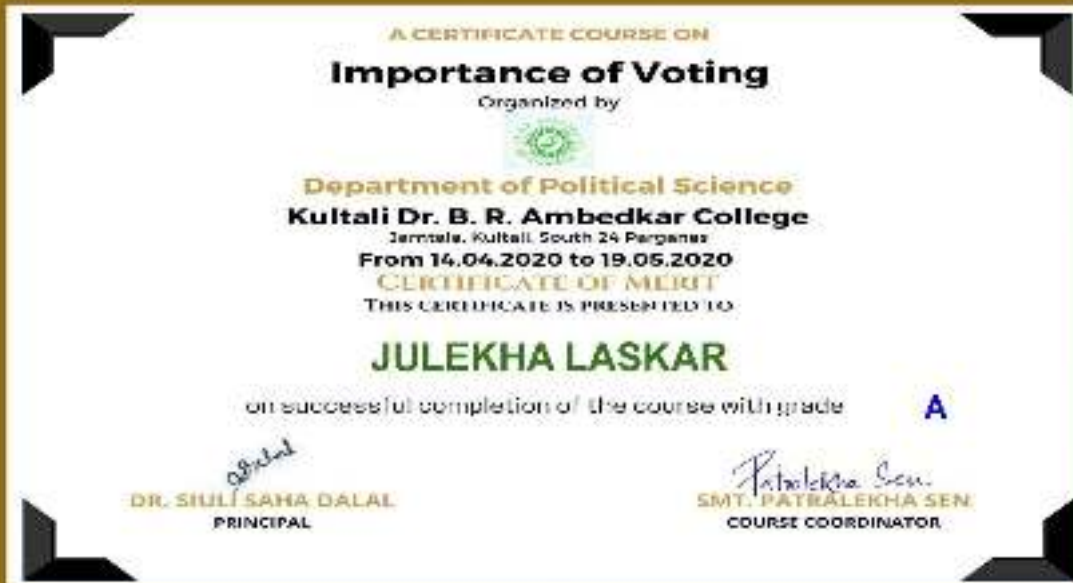 A CERTIFICATE COURSE ON
Importance of Voting
Organized by
Department of Political Science
Kultali Dr. B. R. Ambedkar College
Jamtala, Kultali, South 24 Parganas
From 14.04.2020 to 19.05.2020
CERTIFICATE OF MERIT
THIS CERTIFICATE IS PRESENTED TO
JULEKHA LASKAR
on successful completion of the course with grade A
Patralekha Sen.
DR. SIULI SAHA DALAL
SMT. PATRALEKHA SEN
PRINCIPAL
COURSE COORDINATOR